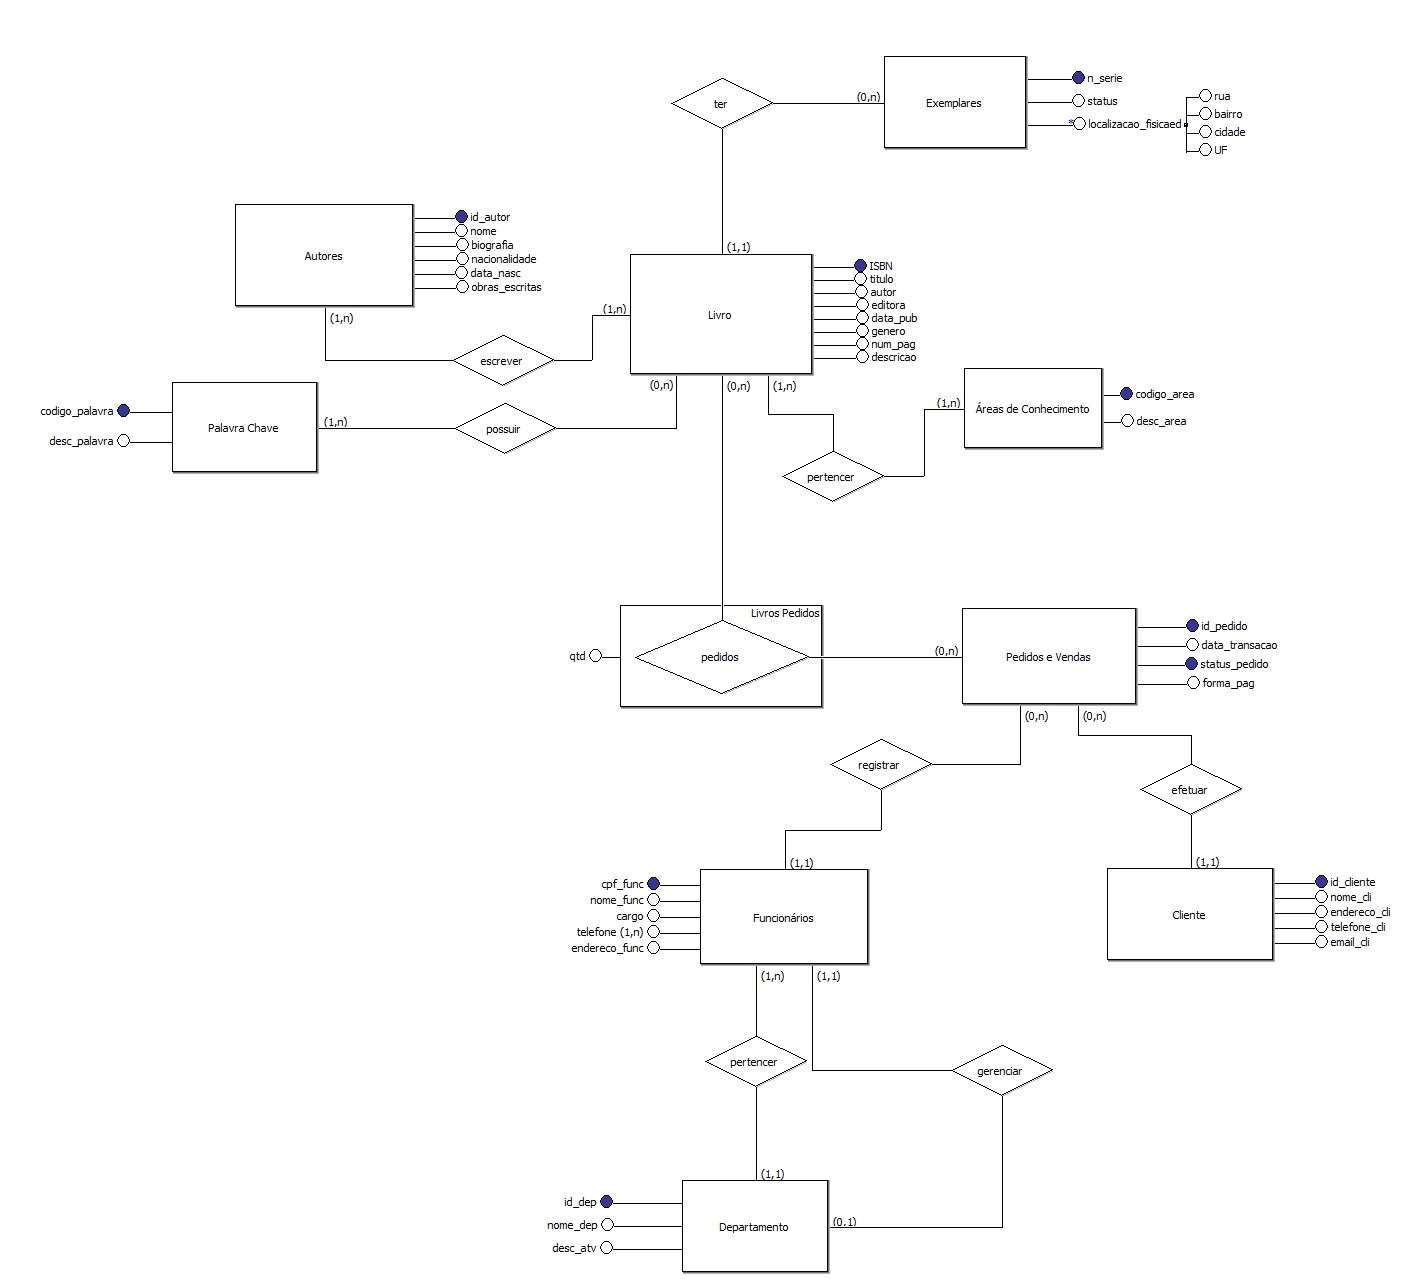 ter
(0,n)
Exemplares
n_serie
status
*
localizacao_fisicaed
rua
bairro
cidade
UF
(1,1)
Autores
id_autor
nome
biografia
nacionalidade
data_nasc
obras_escritas
(1,n)
escrever
(1,n)
Livro
ISBN
titulo
autor
editora
data_pub
genero
num_pag
descricao
(0,n)
(0,n)
(1,n)
codigo_palavra
desc_palavra
Palavra Chave
(1,n)
possuir
pertencer
(1,n)
Áreas de Conhecimento
codigo_area
desc_area
Livros Pedidos
qtd
pedidos
(0,n)
Pedidos e Vendas
id_pedido
data_transacao
status_pedido
forma_pag
(0,n)
(0,n)
registrar
efetuar
(1,1)
(1,1)
cpf_func
nome_func
cargo
telefone (1,n)
endereco_func
Funcionários
Cliente
id_cliente
nome_cli
endereco_cli
telefone_cli
email_cli
(1,n)
(1,1)
pertencer
gerenciar
(1,1)
id_dep
nome_dep
desc_atv
Departamento
(0,1)